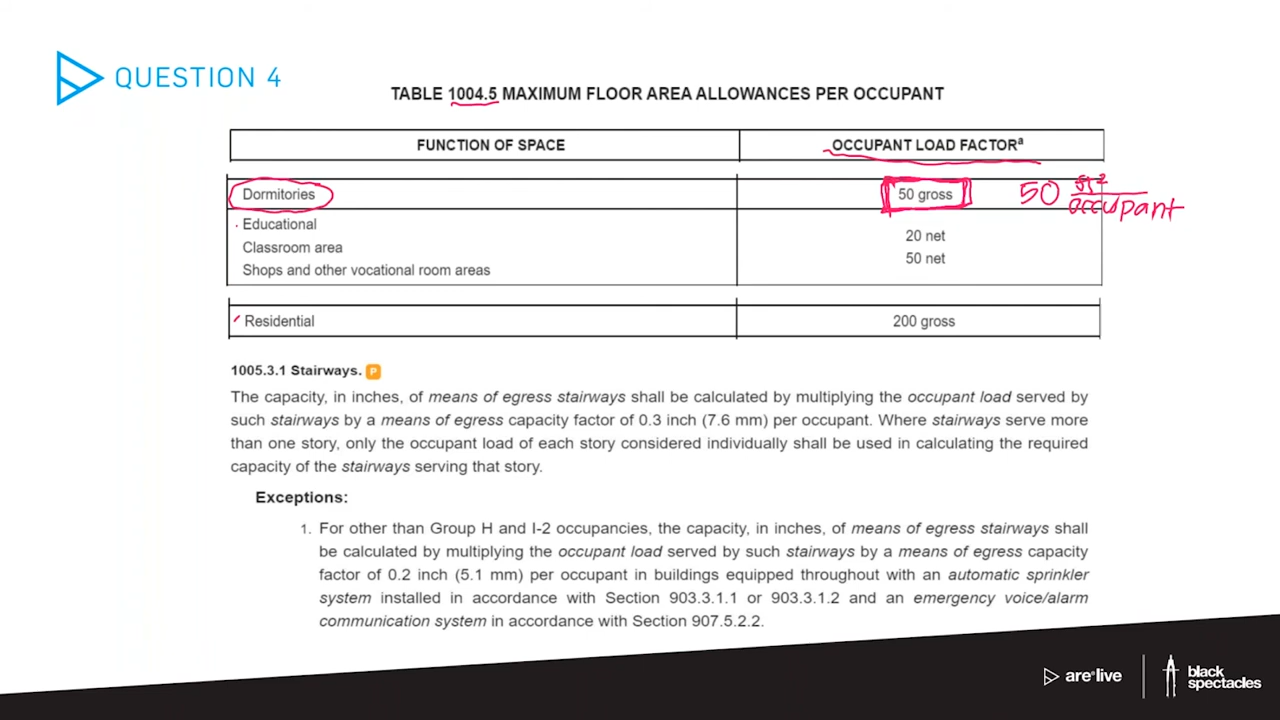 QUESTION 4
TABLE 1004.5 MAXIMUM FLOOR AREA ALLOWANCES PER OCCUPANT
FUNCTION OF SPACE
OCCUPANT LOAD FACTORᵃ
Dormitories
50 gross
50 ft²
occupant
Educational
Classroom area
20 net
Shops and other vocational room areas
50 net
Residential
200 gross
1005.3.1 Stairways. P
The capacity, in inches, of means of egress stairways shall be calculated by multiplying the occupant load served by
such stairways by a means of egress capacity factor of 0.3 inch (7.6 mm) per occupant. Where stairways serve more
than one story, only the occupant load of each story considered individually shall be used in calculating the required
capacity of the stairways serving that story.
Exceptions:
1. For other than Group H and I-2 occupancies, the capacity, in inches, of means of egress stairways shall
be calculated by multiplying the occupant load served by such stairways by a means of egress capacity
factor of 0.2 inch (5.1 mm) per occupant in buildings equipped throughout with an automatic sprinkler
system installed in accordance with Section 903.3.1.1 or 903.3.1.2 and an emergency voice/alarm
communication system in accordance with Section 907.5.2.2.
are live
black
spectacles